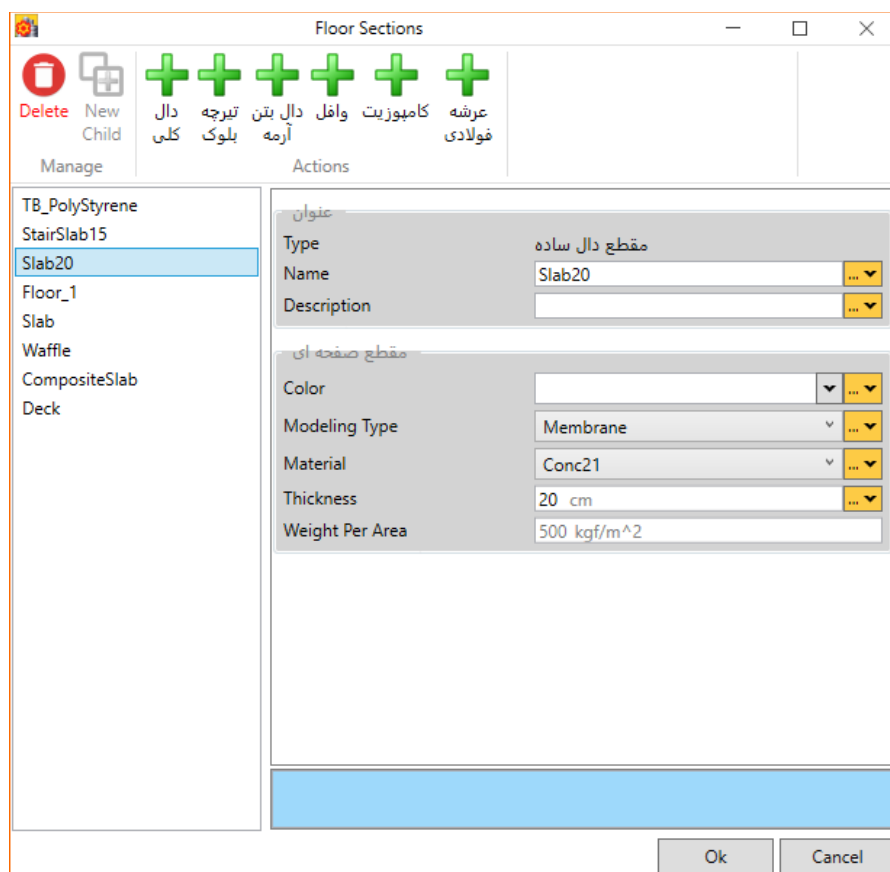 Floor Sections
Delete
New Child
دال کلی
تیرچه بلوک
دال بتن آرمه
وافل
کامپوزیت
عرشه فولادی
Manage
Actions
TB_PolyStyrene
StairSlab15
Slab20
Floor_1
Slab
Waffle
CompositeSlab
Deck
عنوان
Type مقطع دال ساده
Name Slab20 ...
Description ...
مقطع صفحه ای
Color ...
Modeling Type Membrane ...
Material Conc21 ...
Thickness 20 cm ...
Weight Per Area 500 kgf/m^2
Ok Cancel